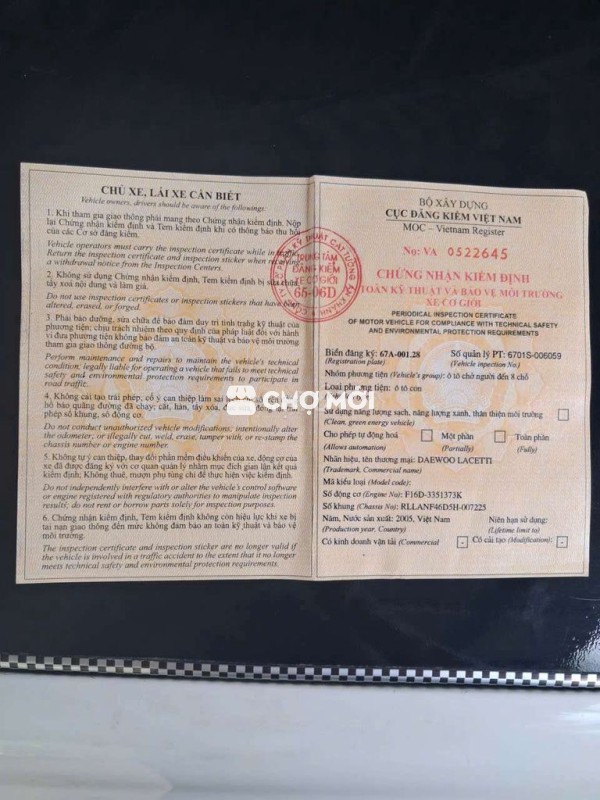 CHỦ XE, LÁI XE CẦN BIẾT
Vehicle owners, drivers should be aware of the followings
1. Khi tham gia giao thông phải mang theo Chứng nhận kiểm định. Nộp
lại Chứng nhận kiểm định và Tem kiểm định khi có thông báo thu hồi
của các Cơ sở đăng kiểm.
Vehicle operators must carry the inspection certificate while in traffic.
Return the inspection certificate and inspection sticker when receiving
a withdrawal notice from the Inspection Centers.
2. Không sử dụng Chứng nhận kiểm định, Tem kiểm định bị sửa chữa,
tẩy xoá nội dung và làm giả.
Do not use inspection certificates or inspection stickers that have been
altered, erased, or forged.
3. Phải bảo dưỡng, sửa chữa để bảo đảm duy trì tình trạng kỹ thuật của
phương tiện; chịu trách nhiệm theo quy định của pháp luật đối với hành
vi đưa phương tiện không bảo đảm an toàn kỹ thuật và bảo vệ môi trường
tham gia giao thông đường bộ.
Perform maintenance and repairs to maintain the vehicle's technical
condition; legally liable for operating a vehicle that fails to meet technical
safety and environmental protection requirements to participate in
road traffic.
4. Không cải tạo trái phép; cố ý can thiệp làm sai
hồ báo quãng đường đã chạy; cắt, hàn, tẩy xóa,
chấp số khung, số động cơ.
Do not conduct unauthorized modifications; intentionally alter
the odometer; or illegally cut, weld, erase, tamper with, or re-stamp the
chassis number or engine number.
5. Không tự ý can thiệp, thay đổi phần mềm điều khiển của xe, động cơ của
xe đã được đăng ký với cơ quan quản lý nhằm mục đích gian lận kết quả
kiểm định; Không thuê, mượn phụ tùng chỉ để thực hiện việc kiểm định.
Do not independently interfere with or alter the vehicle's control software
or engine registered with regulatory authorities to manipulate inspection
results; do not rent or borrow parts solely for inspection purposes.
6. Chứng nhận kiểm định, Tem kiểm định không còn hiệu lực khi xe bị
tai nạn giao thông đến mức không đảm bảo an toàn kỹ thuật và bảo vệ
môi trường.
The inspection certificate and inspection sticker are no longer valid if
the vehicle is involved in a traffic accident to the extent that it no longer
meets technical safety and environmental protection requirements.
TRUNG TÂM
ĐĂNG KIỂM
XE CƠ GIỚI
CHỢ MỚI
BỘ XÂY DỰNG
CỤC ĐĂNG KIỂM VIỆT NAM
MOC – Vietnam Register
No: VA 0522645
CHỨNG NHẬN KIỂM ĐỊNH
TOÀN KỸ THUẬT VÀ BẢO VỆ MÔI TRƯỜNG
XE CƠ GIỚI
PERIODICAL INSPECTION CERTIFICATE
OF MOTOR VEHICLE FOR COMPLIANCE WITH TECHNICAL SAFETY
AND ENVIRONMENTAL PROTECTION REQUIREMENTS
Biển đăng ký: 67A-001.28 Số quản lý PT: 6701S-006059
(Registration plate) (Vehicle inspection No.)
Nhóm phương tiện (Vehicle's group): ô tô chở người đến 8 chỗ
Loại phương tiện: ô tô con
Sử dụng năng lượng sạch, năng lượng xanh, thân thiện môi trường
(Clean, green energy vehicle)
Cho phép tự động hoá Một phần Toàn phần
(Allows automation) (Partially) (Fully)
Nhãn hiệu, tên thương mại: DAEWOO LACETTI
(Trademark, Commercial name)
Mã kiểu loại (Model code):
Số động cơ (Engine No): F16D-3351373K
Số khung (Chassis No): RLLANF46D5H-007225
Năm, Nước sản xuất: 2005, Việt Nam Niên hạn sử dụng:
(Production year, Country) (Lifetime limit to)
Có kinh doanh vận tải (Commercial - Có cải tạo (Modification): -